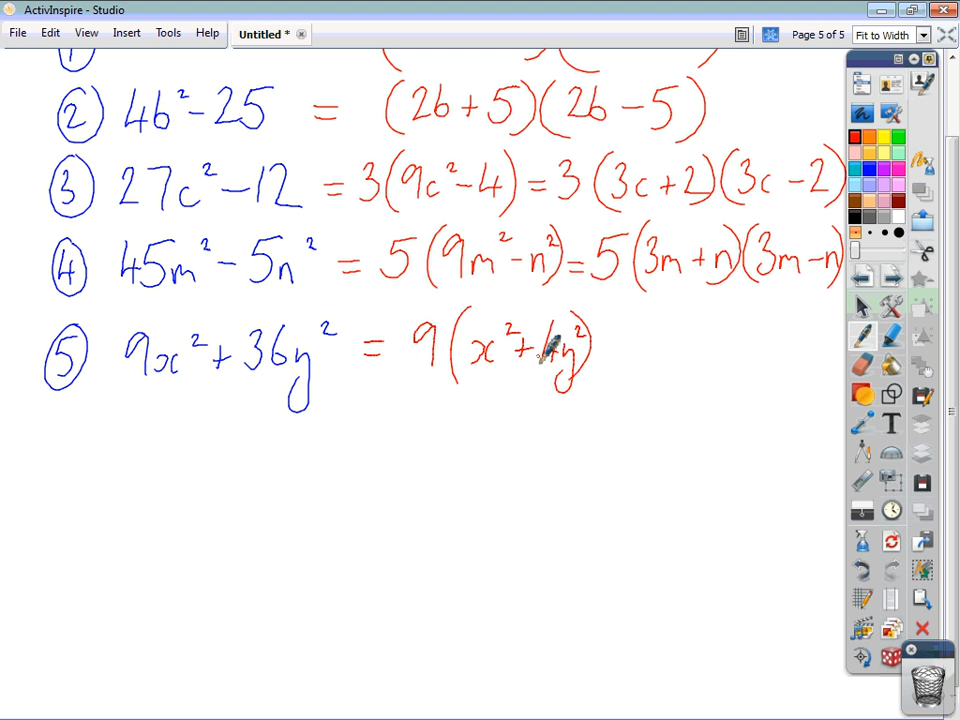 ActivInspire - Studio
File Edit View Insert Tools Help Untitled * Page 5 of 5 Fit to Width
② 4b² - 25 = (2b + 5)(2b - 5)
③ 27c² - 12 = 3(9c² - 4) = 3(3c + 2)(3c - 2)
④ 45m² - 5n² = 5(9m² - n²) = 5(3m + n)(3m - n)
⑤ 9x² + 36y² = 9(x² + 4y²)